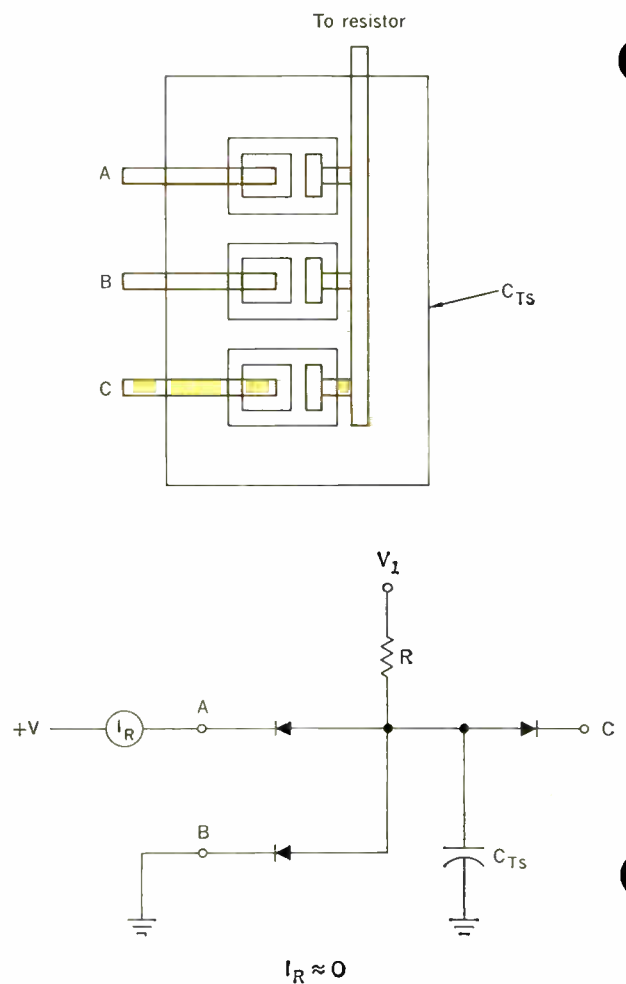 To resistor
A
B
C_TS
C
V_1
R
A
+V
I_R
C
B
C_TS
I_R ≈ 0